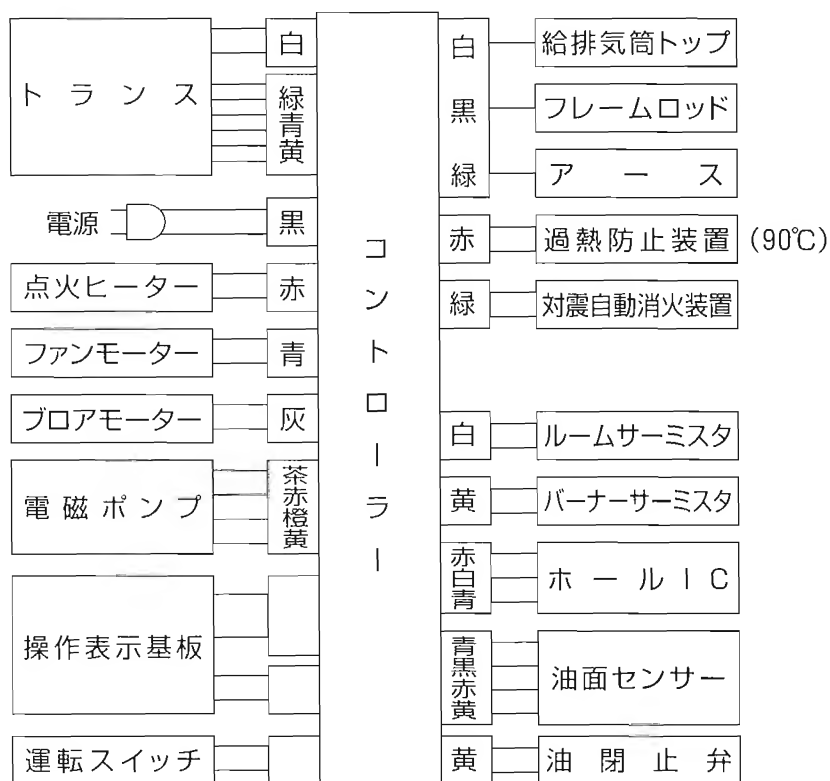 トランス
白
緑
青
黄
電源
黒
点火ヒーター
赤
ファンモーター
青
ブロアモーター
灰
電磁ポンプ
茶
赤
橙
黄
操作表示基板
運転スイッチ
コントローラー
白
給排気筒トップ
黒
フレームロッド
緑
アース
赤
過熱防止装置 (90℃)
緑
対震自動消火装置
白
ルームサーミスタ
黄
バーナーサーミスタ
赤
白
青
ホールIC
青
黒
赤
黄
油面センサー
黄
油閉止弁